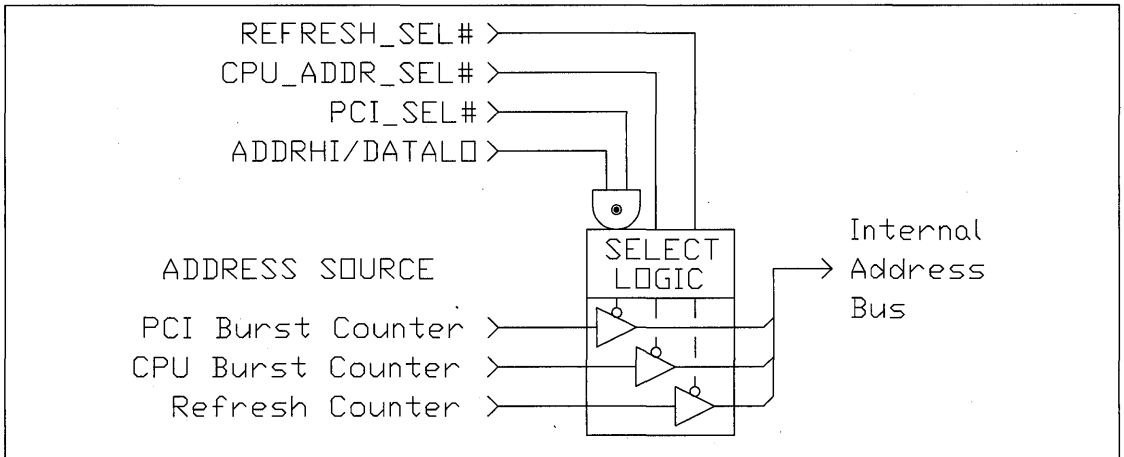 REFRESH_SEL#
CPU_ADDR_SEL#
PCI_SEL#
ADDRHI/DATALO
SELECT
LOGIC
ADDRESS SOURCE
Internal
Address
Bus
PCI Burst Counter
CPU Burst Counter
Refresh Counter